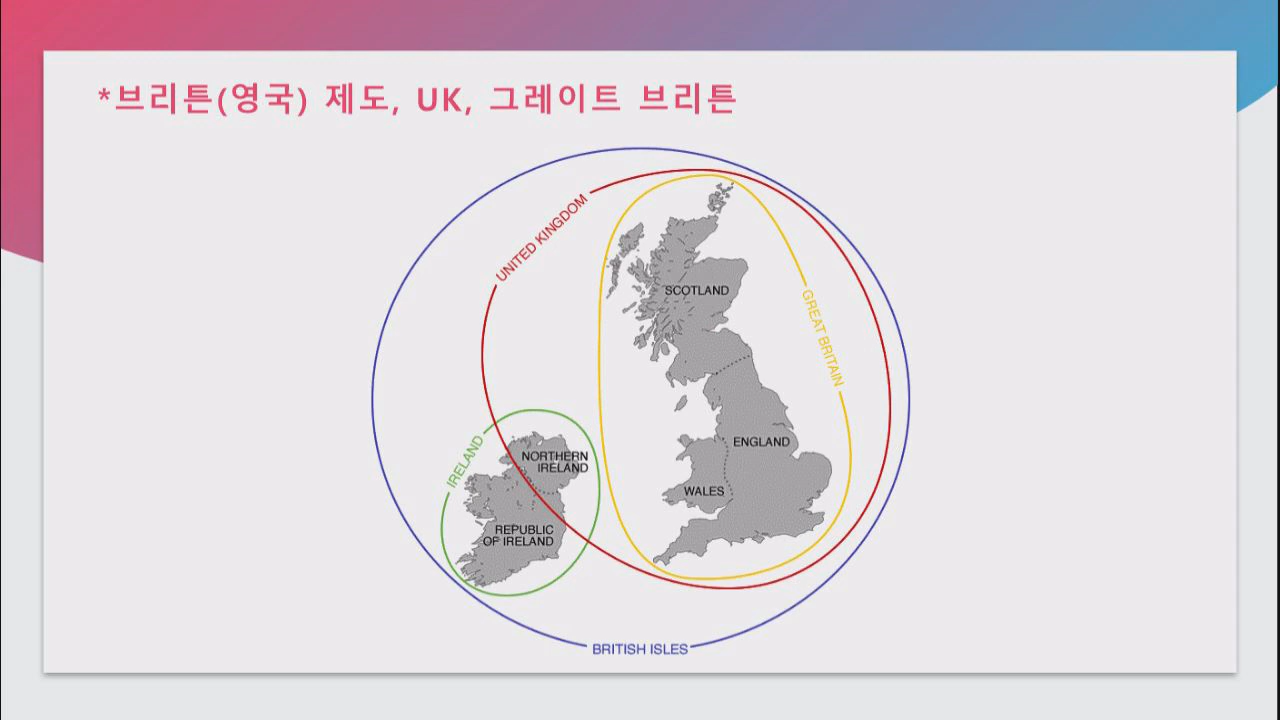 *브리튼(영국) 제도, UK, 그레이트 브리튼
UNITED KINGDOM
SCOTLAND
GREAT BRITAIN
IRELAND
NORTHERN
IRELAND
ENGLAND
WALES
REPUBLIC
OF IRELAND
BRITISH ISLES